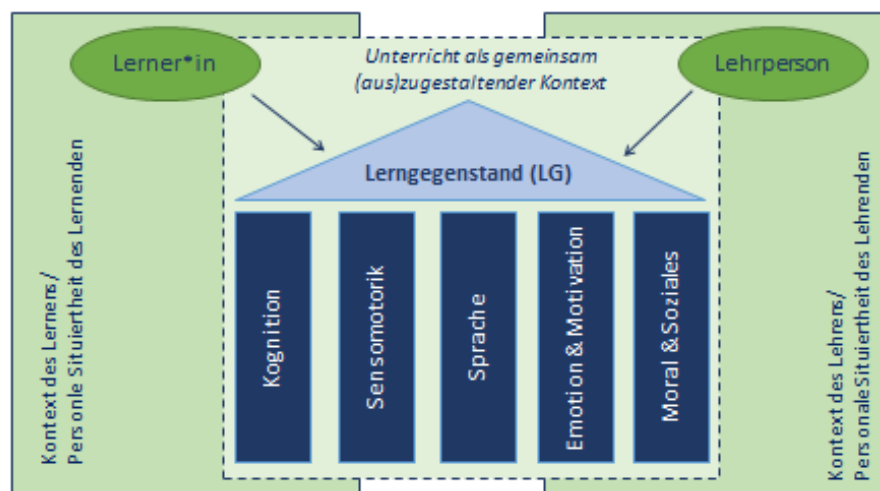 Lerner*in
Unterricht als gemeinsam
(aus)zugestaltender Kontext
Lehrperson
Lerngegenstand (LG)
Kontext des Lernens/
Personle Situiertheit des Lernenden
Kognition
Sensomotorik
Sprache
Emotion & Motivation
Moral & Soziales
Kontext des Lehrens/
Personale Situiertheit des Lehrenden